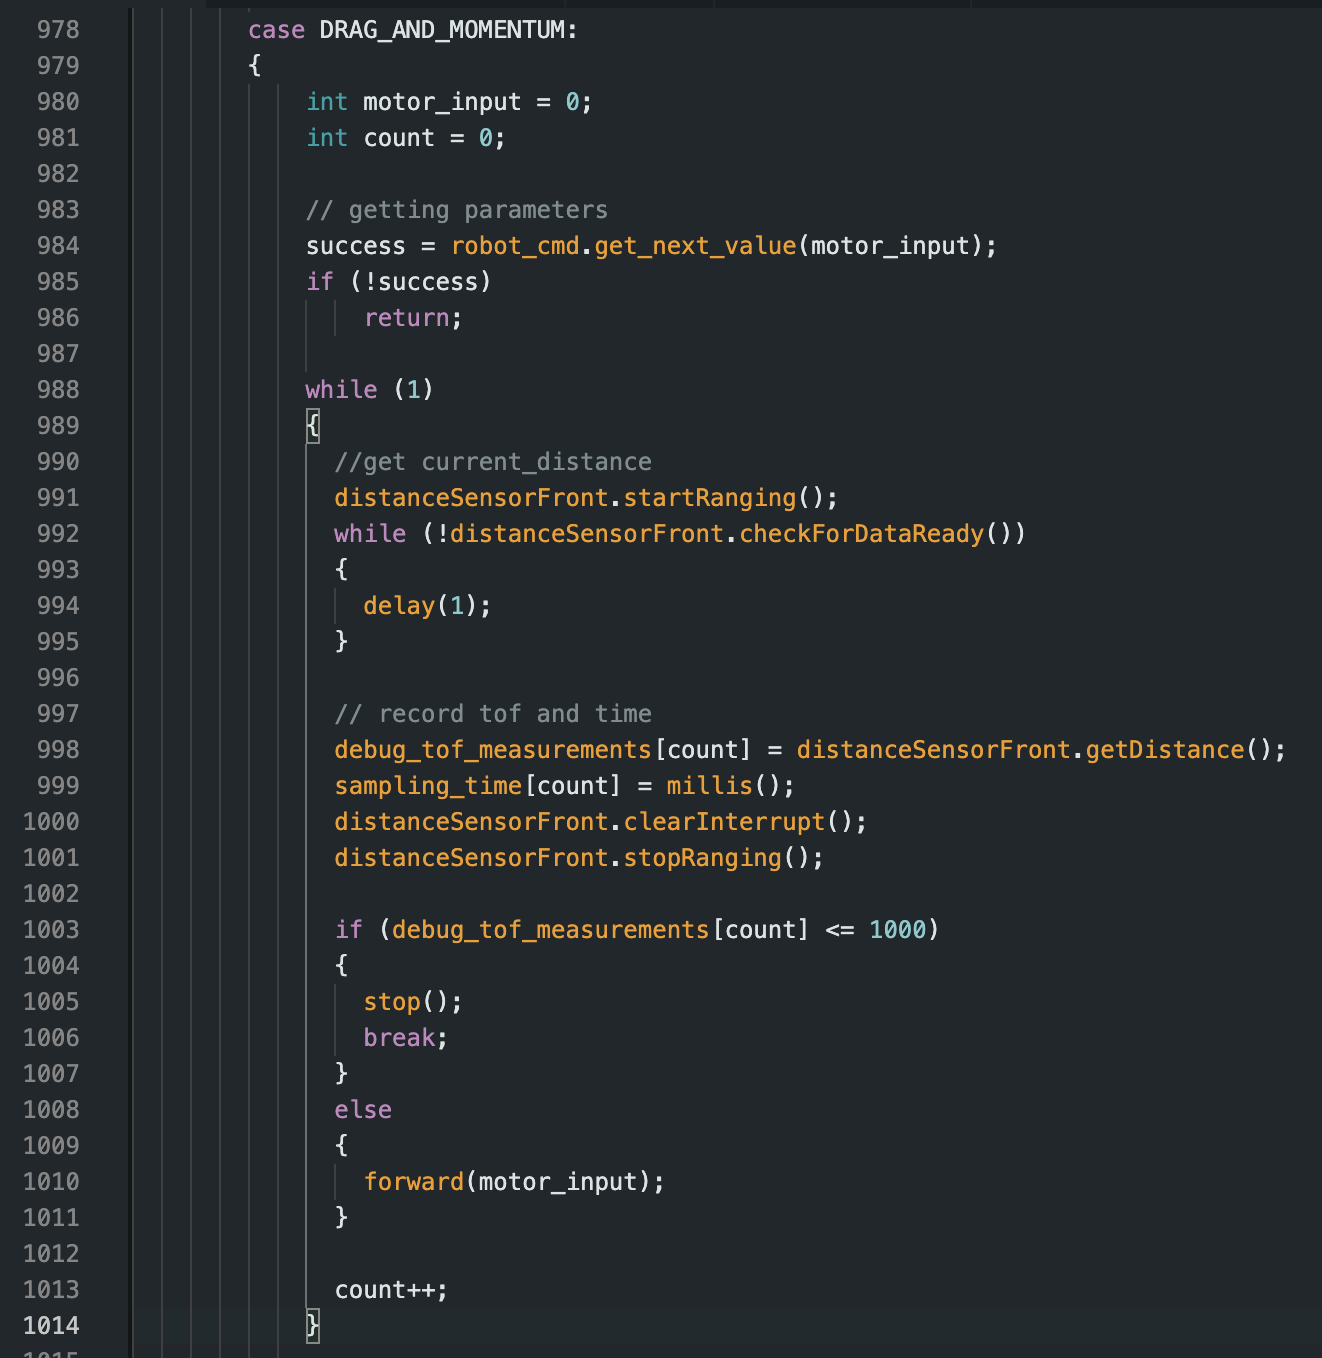 978 case DRAG_AND_MOMENTUM:
979 {
980 int motor_input = 0;
981 int count = 0;
982
983 // getting parameters
984 success = robot_cmd.get_next_value(motor_input);
985 if (!success)
986 return;
987
988 while (1)
989 {
990 //get current_distance
991 distanceSensorFront.startRanging();
992 while (!distanceSensorFront.checkForDataReady())
993 {
994 delay(1);
995 }
996
997 // record tof and time
998 debug_tof_measurements[count] = distanceSensorFront.getDistance();
999 sampling_time[count] = millis();
1000 distanceSensorFront.clearInterrupt();
1001 distanceSensorFront.stopRanging();
1002
1003 if (debug_tof_measurements[count] <= 1000)
1004 {
1005 stop();
1006 break;
1007 }
1008 else
1009 {
1010 forward(motor_input);
1011 }
1012
1013 count++;
1014 }
1015